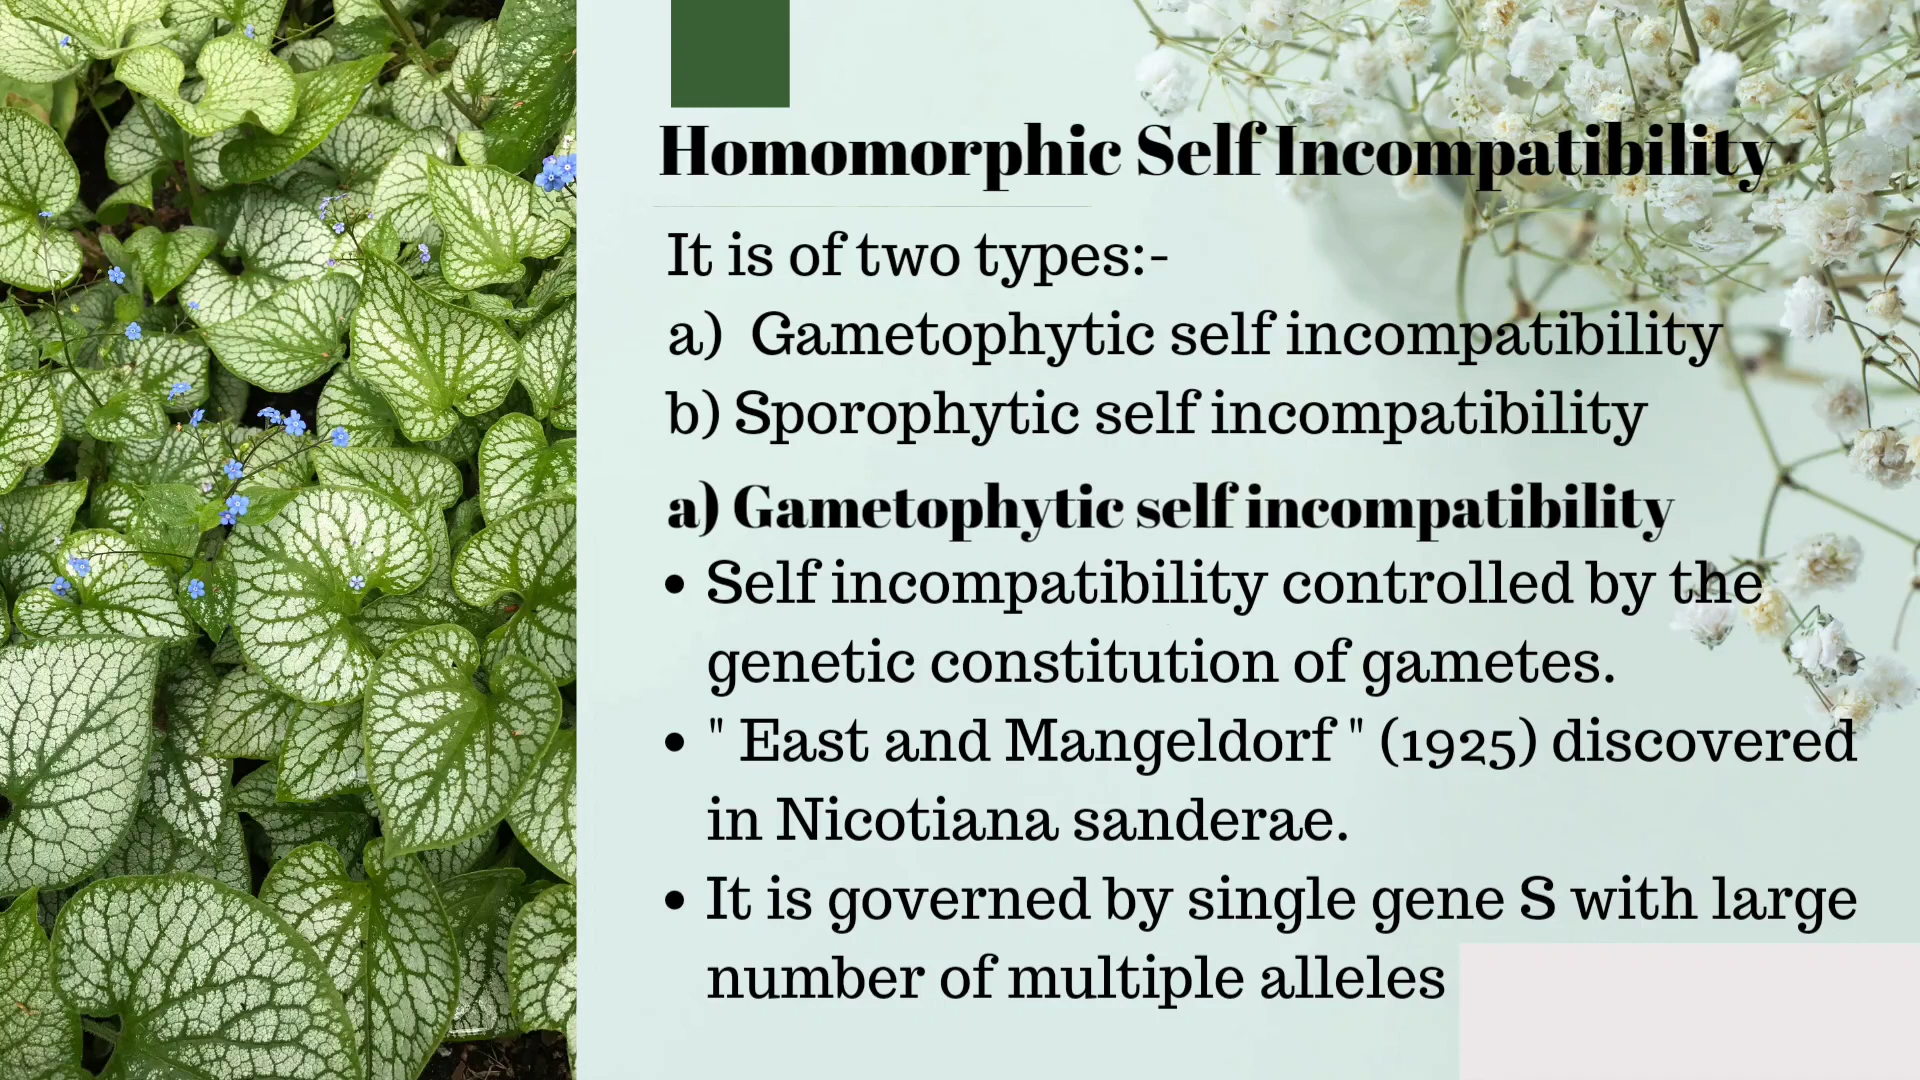 Homomorphic Self Incompatibility
It is of two types:-
a) Gametophytic self incompatibility
b) Sporophytic self incompatibility
a) Gametophytic self incompatibility
• Self incompatibility controlled by the
genetic constitution of gametes.
• " East and Mangeldorf " (1925) discovered
in Nicotiana sanderae.
• It is governed by single gene S with large
number of multiple alleles